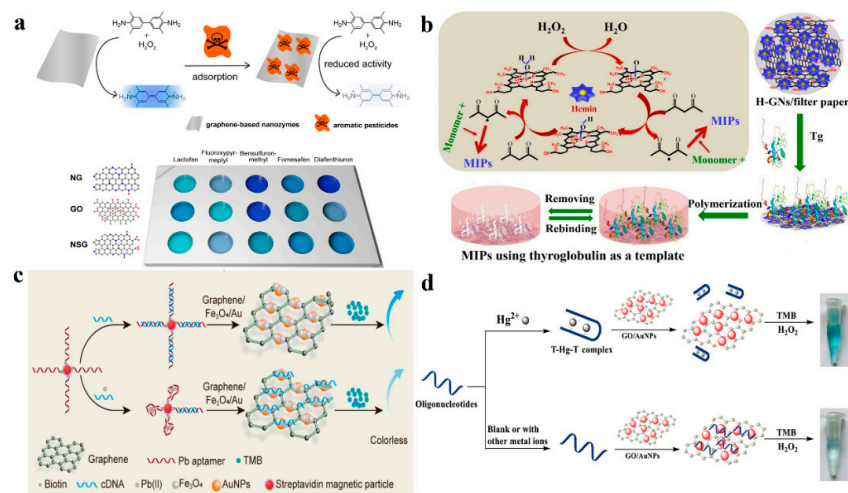 a
NH₂
H₂N
+
H₂O₂
adsorption
NH₂
H₂N
+
H₂O₂
reduced activity
graphene-based nanozymes
aromatic pesticides
Lactofen
Fluoroxypyr-meptyl
Bensulfuron-methyl
Fomesafen
Diafenthiuron
NG
GO
NSG
b
H₂O₂
H₂O
Hemin
Monomer +
MIPs
MIPs
Monomer +
H-GNs/filter paper
Tg
Polymerization
Removing
Rebinding
MIPs using thyroglobulin as a template
c
Graphene/
Fe₃O₄/Au
Graphene/
Fe₃O₄/Au
Colorless
Graphene
Pb aptamer
TMB
Biotin
cDNA
Pb(II)
Fe₃O₄
AuNPs
Streptavidin magnetic particle
d
Hg²⁺
T-Hg-T complex
GO/AuNPs
TMB
H₂O₂
Oligonucleotides
Blank or with
other metal ions
GO/AuNPs
TMB
H₂O₂